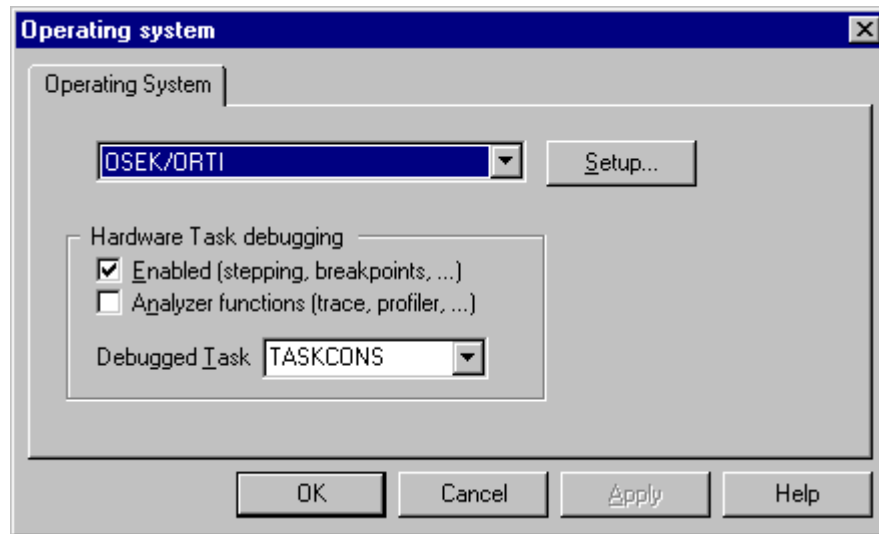 Operating system
Operating System
OSEK/ORTI
Setup...
Hardware Task debugging
Enabled (stepping, breakpoints, ...)
Analyzer functions (trace, profiler, ...)
Debugged Task TASKCONS
OK Cancel Apply Help